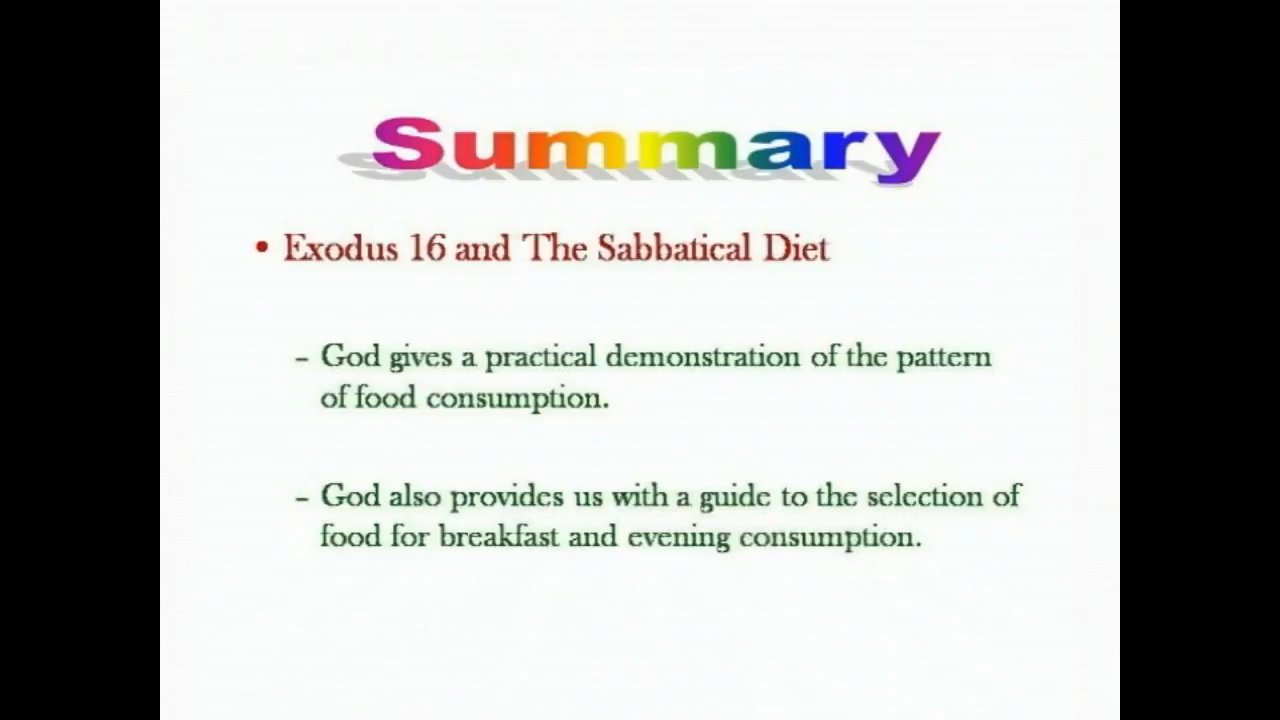 Summary
• Exodus 16 and The Sabbatical Diet
– God gives a practical demonstration of the pattern
of food consumption.
– God also provides us with a guide to the selection of
food for breakfast and evening consumption.